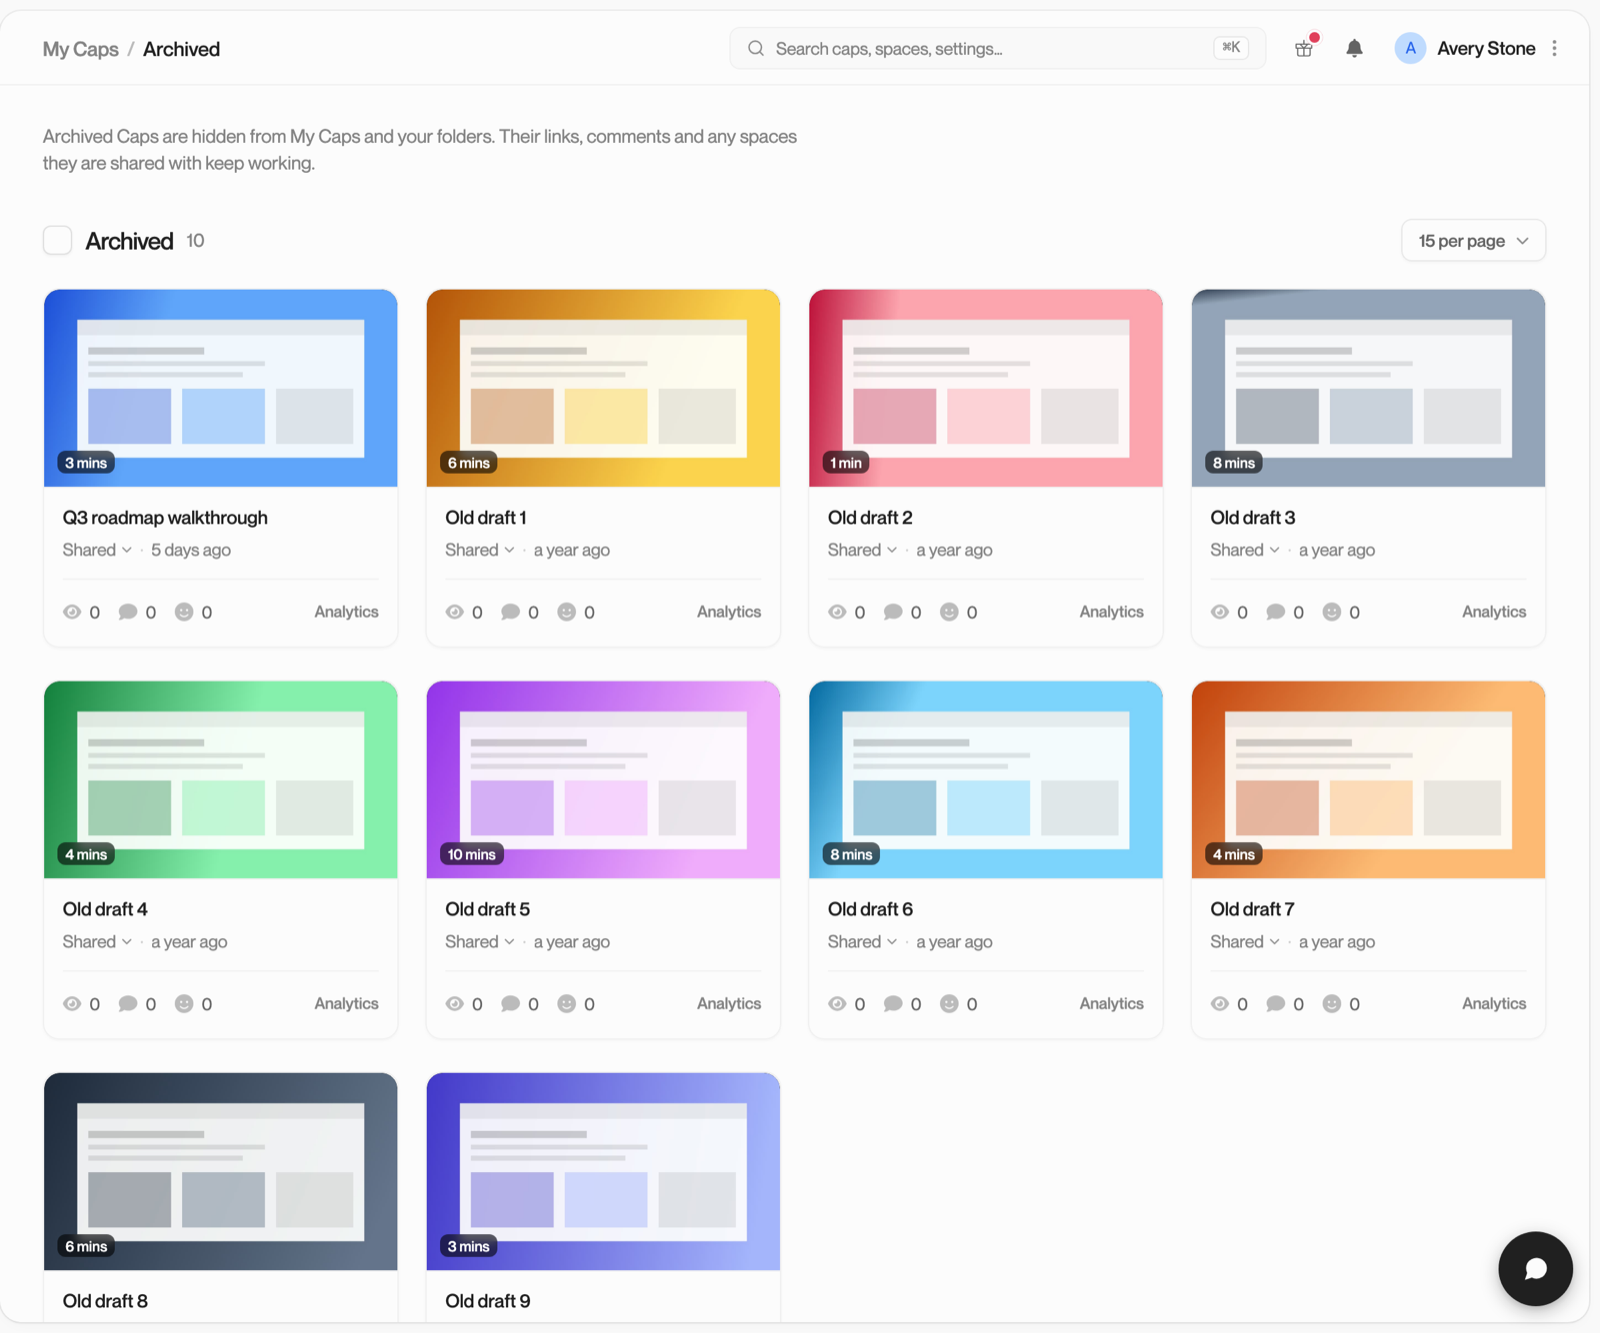 My Caps / Archived
Search caps, spaces, settings...
⌘K
A
Avery Stone
Archived Caps are hidden from My Caps and your folders. Their links, comments and any spaces
they are shared with keep working.
Archived 10
15 per page
3 mins
6 mins
1 min
8 mins
Q3 roadmap walkthrough
Old draft 1
Old draft 2
Old draft 3
Shared · 5 days ago
Shared · a year ago
Shared · a year ago
Shared · a year ago
0 0 0 Analytics
0 0 0 Analytics
0 0 0 Analytics
0 0 0 Analytics
4 mins
10 mins
8 mins
4 mins
Old draft 4
Old draft 5
Old draft 6
Old draft 7
Shared · a year ago
Shared · a year ago
Shared · a year ago
Shared · a year ago
0 0 0 Analytics
0 0 0 Analytics
0 0 0 Analytics
0 0 0 Analytics
6 mins
3 mins
Old draft 8
Old draft 9